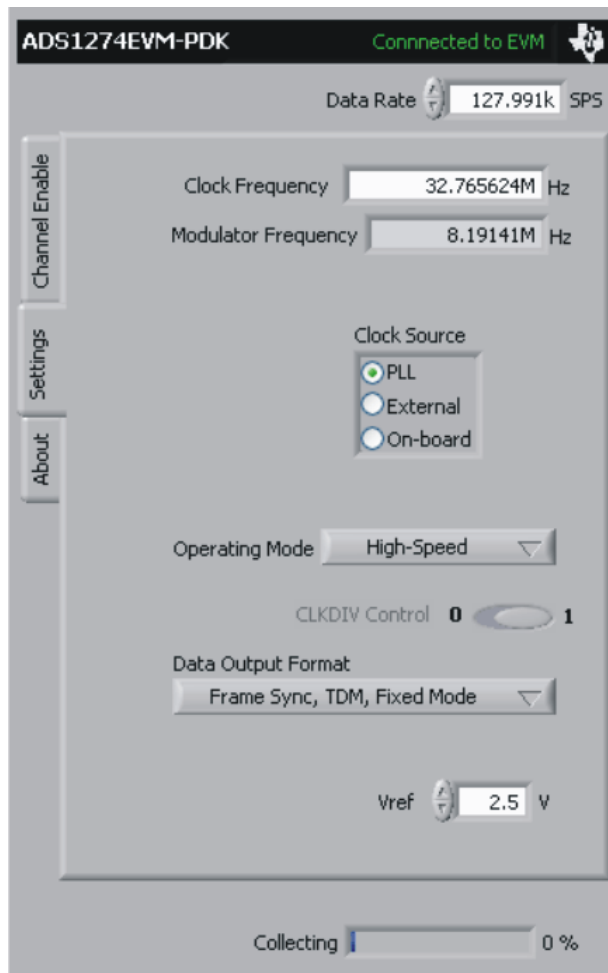 ADS1274EVM-PDK Connnected to EVM
Data Rate 127.991k SPS
Channel Enable
Clock Frequency 32.765624M Hz
Modulator Frequency 8.19141M Hz
Settings
Clock Source
PLL
External
On-board
About
Operating Mode High-Speed
CLKDIV Control 0 1
Data Output Format
Frame Sync, TDM, Fixed Mode
Vref 2.5 V
Collecting 0 %